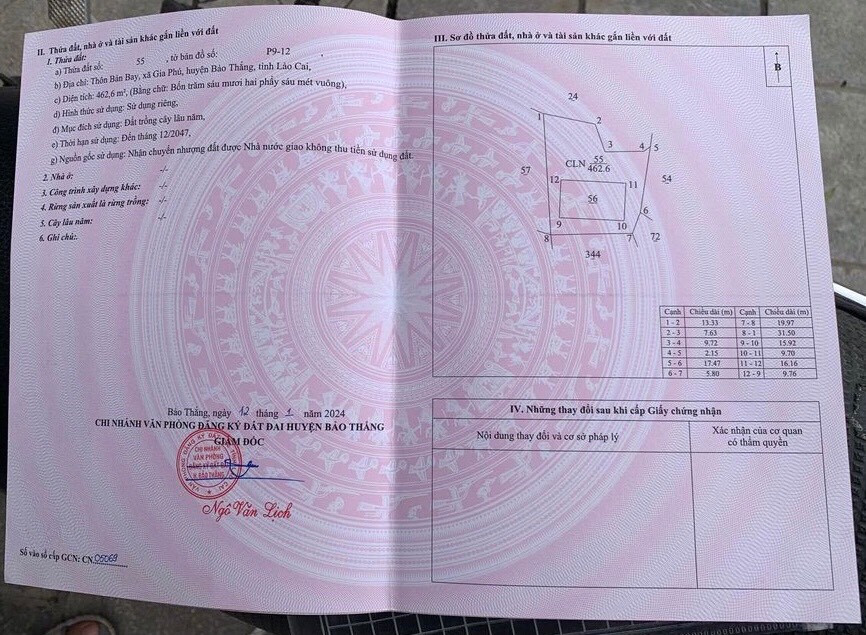 II. Thửa đất, nhà ở và tài sản khác gắn liền với đất
1. Thửa đất:
a) Thửa đất số: 55 , tờ bản đồ số: P9-12 ,
b) Địa chỉ: Thôn Bản Bay, xã Gia Phú, huyện Bảo Thắng, tỉnh Lào Cai,
c) Diện tích: 462,6 m², (Bằng chữ: Bốn trăm sáu mươi hai phẩy sáu mét vuông),
d) Hình thức sử dụng: Sử dụng riêng,
đ) Mục đích sử dụng: Đất trồng cây lâu năm,
e) Thời hạn sử dụng: Đến tháng 12/2047,
g) Nguồn gốc sử dụng: Nhận chuyển nhượng đất được Nhà nước giao không thu tiền sử dụng đất.
2. Nhà ở: -/-
3. Công trình xây dựng khác: -/-
4. Rừng sản xuất là rừng trồng: -/-
5. Cây lâu năm: -/-
6. Ghi chú:.
Bảo Thắng, ngày 12 tháng 1 năm 2024
CHI NHÁNH VĂN PHÒNG ĐĂNG KÝ ĐẤT ĐAI HUYỆN BẢO THẮNG
GIÁM ĐỐC
CHI NHÁNH
VĂN PHÒNG
ĐĂNG KÝ ĐẤT Đ
H. BẢO THẮNG
Ngô Văn Lịch
Số vào sổ cấp GCN: CN.05069
III. Sơ đồ thửa đất, nhà ở và tài sản khác gắn liền với đất
B
24
1
2
3
4
5
57
CLN 55
462.6
54
12
11
56
6
9
10
8
7
72
344
Cạnh Chiều dài (m) Cạnh Chiều dài (m)
1 - 2 13.33 7 - 8 19.97
2 - 3 7.63 8 - 1 31.50
3 - 4 9.72 9 - 10 15.92
4 - 5 2.15 10 - 11 9.70
5 - 6 17.47 11 - 12 16.16
6 - 7 5.80 12 - 9 9.76
IV. Những thay đổi sau khi cấp Giấy chứng nhận
Nội dung thay đổi và cơ sở pháp lý
Xác nhận của cơ quan
có thẩm quyền